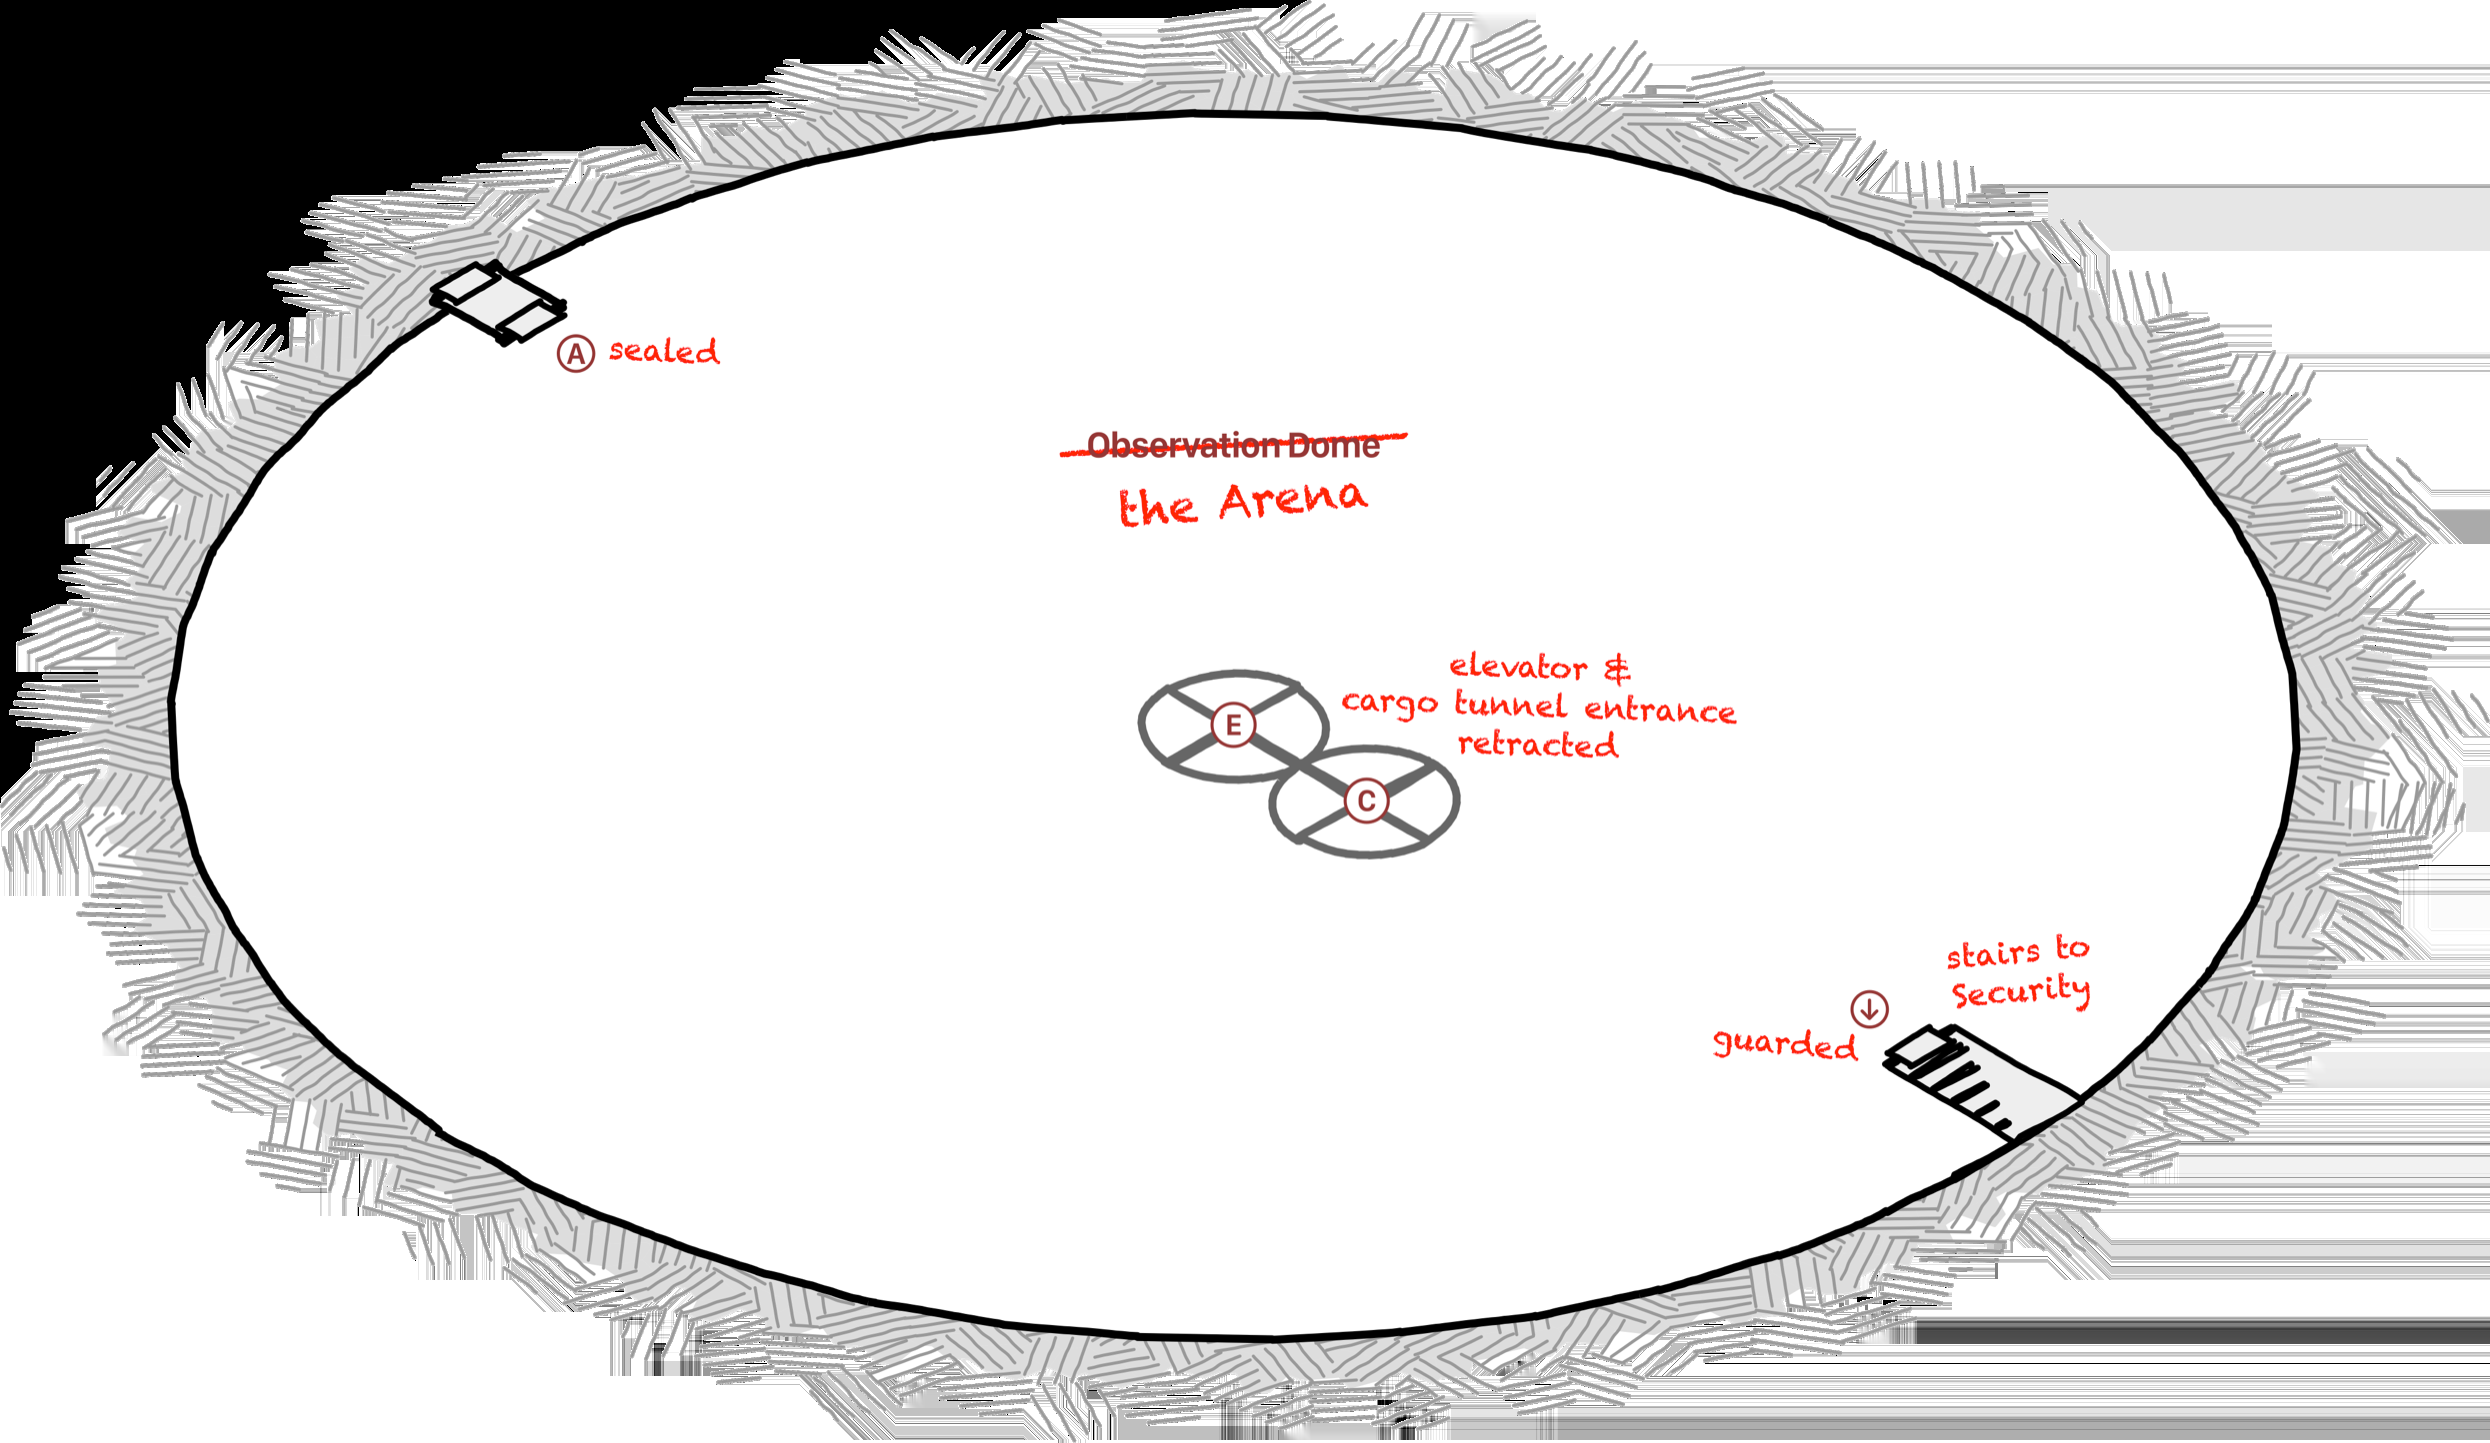 A sealed
Observation Dome
the Arena
elevator &
cargo tunnel entrance
retracted
E
C
stairs to
Security
↓
guarded